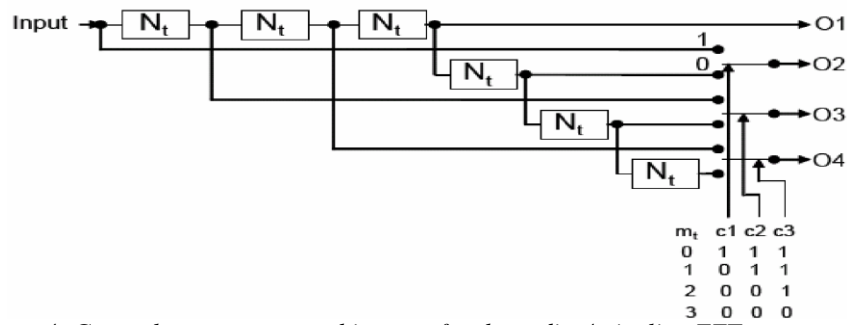 Input
Nt Nt Nt
O1
1
0
O2
Nt
O3
Nt
O4
Nt
mt c1 c2 c3
0 1 1 1
1 0 1 1
2 0 0 1
3 0 0 0